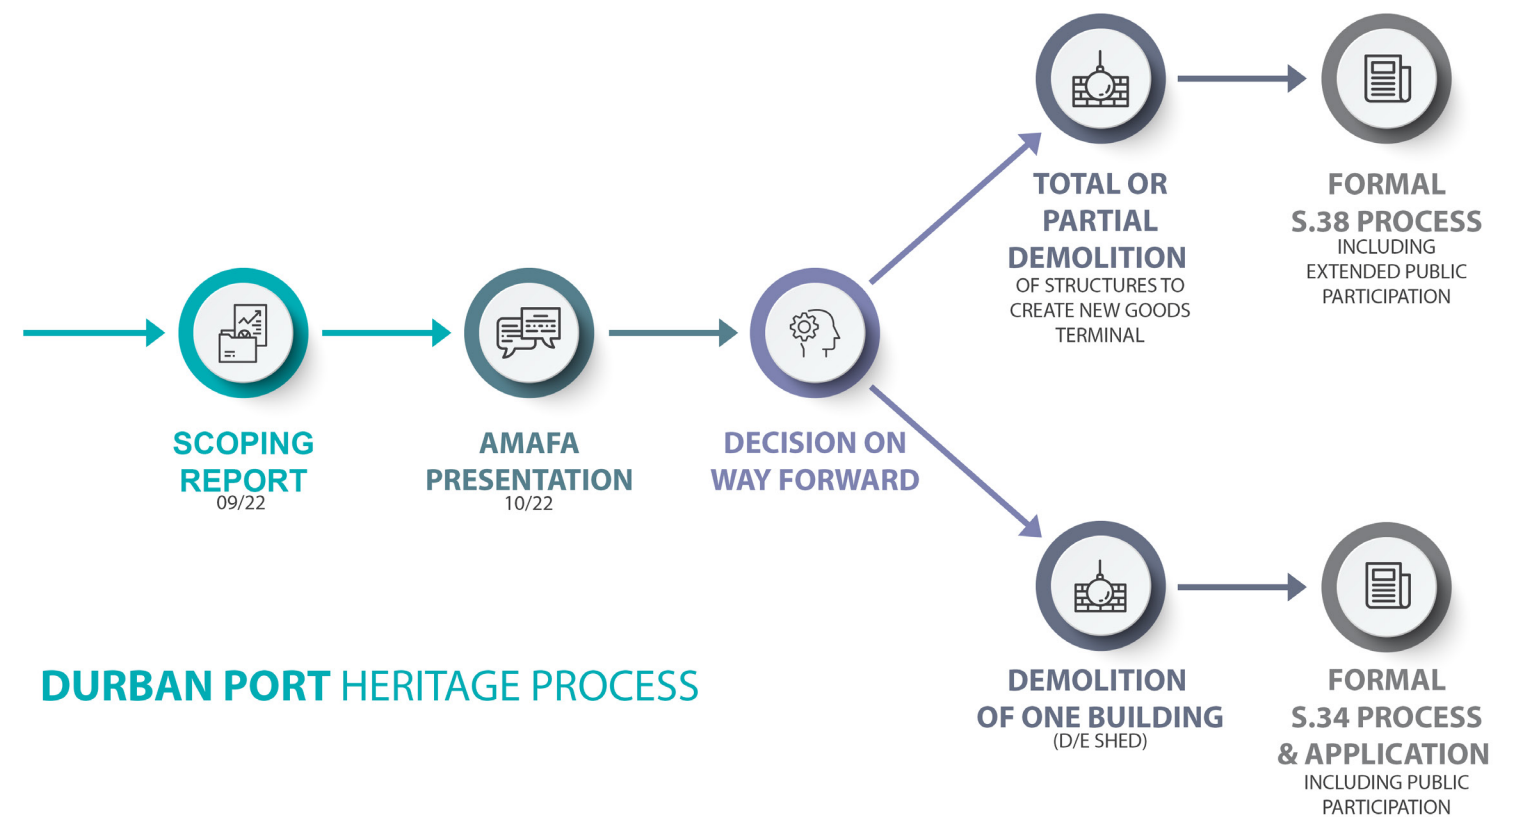 TOTAL OR
PARTIAL
DEMOLITION
OF STRUCTURES TO
CREATE NEW GOODS
TERMINAL
FORMAL
S.38 PROCESS
INCLUDING
EXTENDED PUBLIC
PARTICIPATION
SCOPING
REPORT
09/22
AMAFA
PRESENTATION
10/22
DECISION ON
WAY FORWARD
DURBAN PORT HERITAGE PROCESS
DEMOLITION
OF ONE BUILDING
(D/E SHED)
FORMAL
S.34 PROCESS
& APPLICATION
INCLUDING PUBLIC
PARTICIPATION